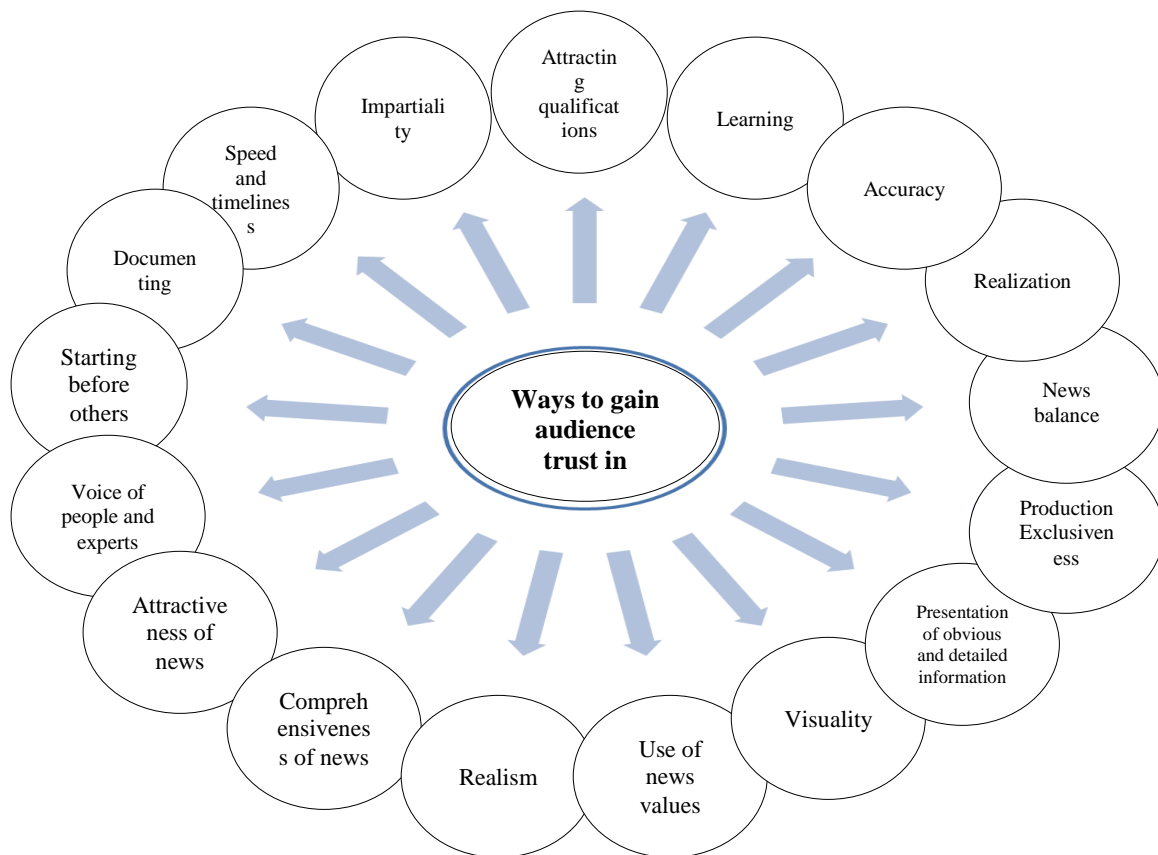 Attractin
g
qualificat
ions
Learning
Accuracy
Realization
News
balance
Production
Exclusiven
ess
Presentation
of obvious
and detailed
information
Visuality
Use of
news
values
Realism
Compreh
ensivenes
s of news
Attractive
ness of
news
Voice of
people and
experts
Starting
before
others
Documen
ting
Speed
and
timelines
s
Impartiali
ty
Ways to gain
audience
trust in